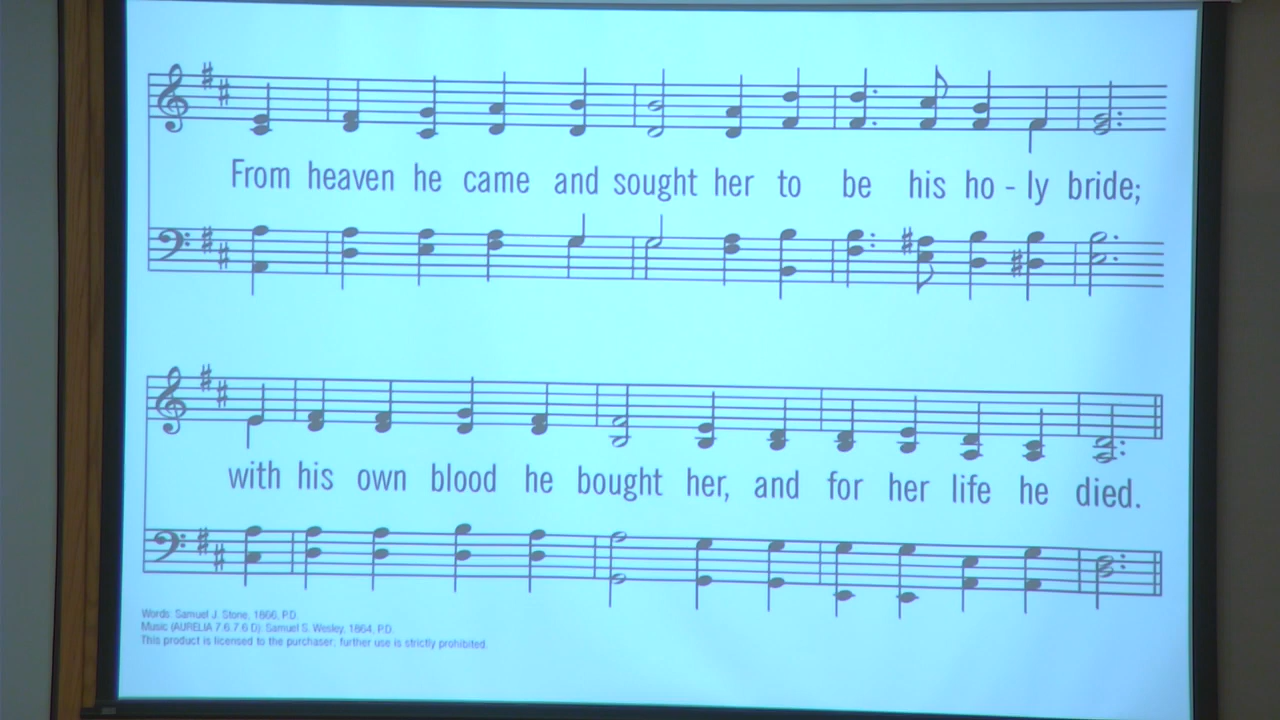 From heaven he came and sought her to be his ho - ly bride;
with his own blood he bought her, and for her life he died.
Words: Samuel J. Stone, 1866, P.D.
Music (AURELIA 7.6.7.6 D): Samuel S. Wesley, 1864, P.D.
This product is licensed to the purchaser; further use is strictly prohibited.